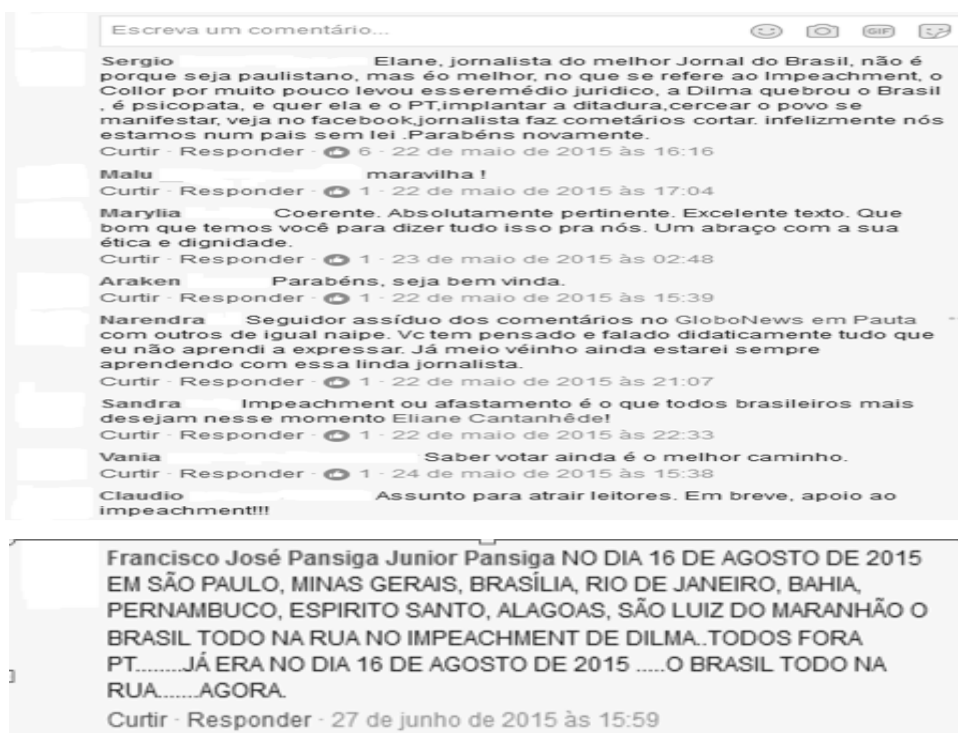 Escreva um comentário...
GIF
Sergio Elane, jornalista do melhor Jornal do Brasil, não é
porque seja paulistano, mas éo melhor, no que se refere ao Impeachment, o
Collor por muito pouco levou esseremédio juridico, a Dilma quebrou o Brasil
, é psicopata, e quer ela e o PT,implantar a ditadura,cercear o povo se
manifestar, veja no facebook,jornalista faz cometários cortar. infelizmente nós
estamos num pais sem lei .Parabéns novamente.
Curtir · Responder · 6 · 22 de maio de 2015 às 16:16
Malu maravilha !
Curtir · Responder · 1 · 22 de maio de 2015 às 17:04
Marylia Coerente. Absolutamente pertinente. Excelente texto. Que
bom que temos você para dizer tudo isso pra nós. Um abraço com a sua
ética e dignidade.
Curtir · Responder · 1 · 23 de maio de 2015 às 02:48
Araken Parabéns, seja bem vinda.
Curtir · Responder · 1 · 22 de maio de 2015 às 15:39
Narendra Seguidor assíduo dos comentários no GloboNews em Pauta
com outros de igual naipe. Vc tem pensado e falado didaticamente tudo que
eu não aprendi a expressar. Já meio véinho ainda estarei sempre
aprendendo com essa linda jornalista.
Curtir · Responder · 1 · 22 de maio de 2015 às 21:07
Sandra Impeachment ou afastamento é o que todos brasileiros mais
desejam nesse momento Eliane Cantanhêde!
Curtir · Responder · 1 · 22 de maio de 2015 às 22:33
Vania Saber votar ainda é o melhor caminho.
Curtir · Responder · 1 · 24 de maio de 2015 às 15:38
Claudio Assunto para atrair leitores. Em breve, apoio ao
impeachment!!!
Francisco José Pansiga Junior Pansiga NO DIA 16 DE AGOSTO DE 2015
EM SÃO PAULO, MINAS GERAIS, BRASÍLIA, RIO DE JANEIRO, BAHIA,
PERNAMBUCO, ESPIRITO SANTO, ALAGOAS, SÃO LUIZ DO MARANHÃO O
BRASIL TODO NA RUA NO IMPEACHMENT DE DILMA..TODOS FORA
PT........JÁ ERA NO DIA 16 DE AGOSTO DE 2015 .....O BRASIL TODO NA
RUA.......AGORA.
Curtir · Responder · 27 de junho de 2015 às 15:59